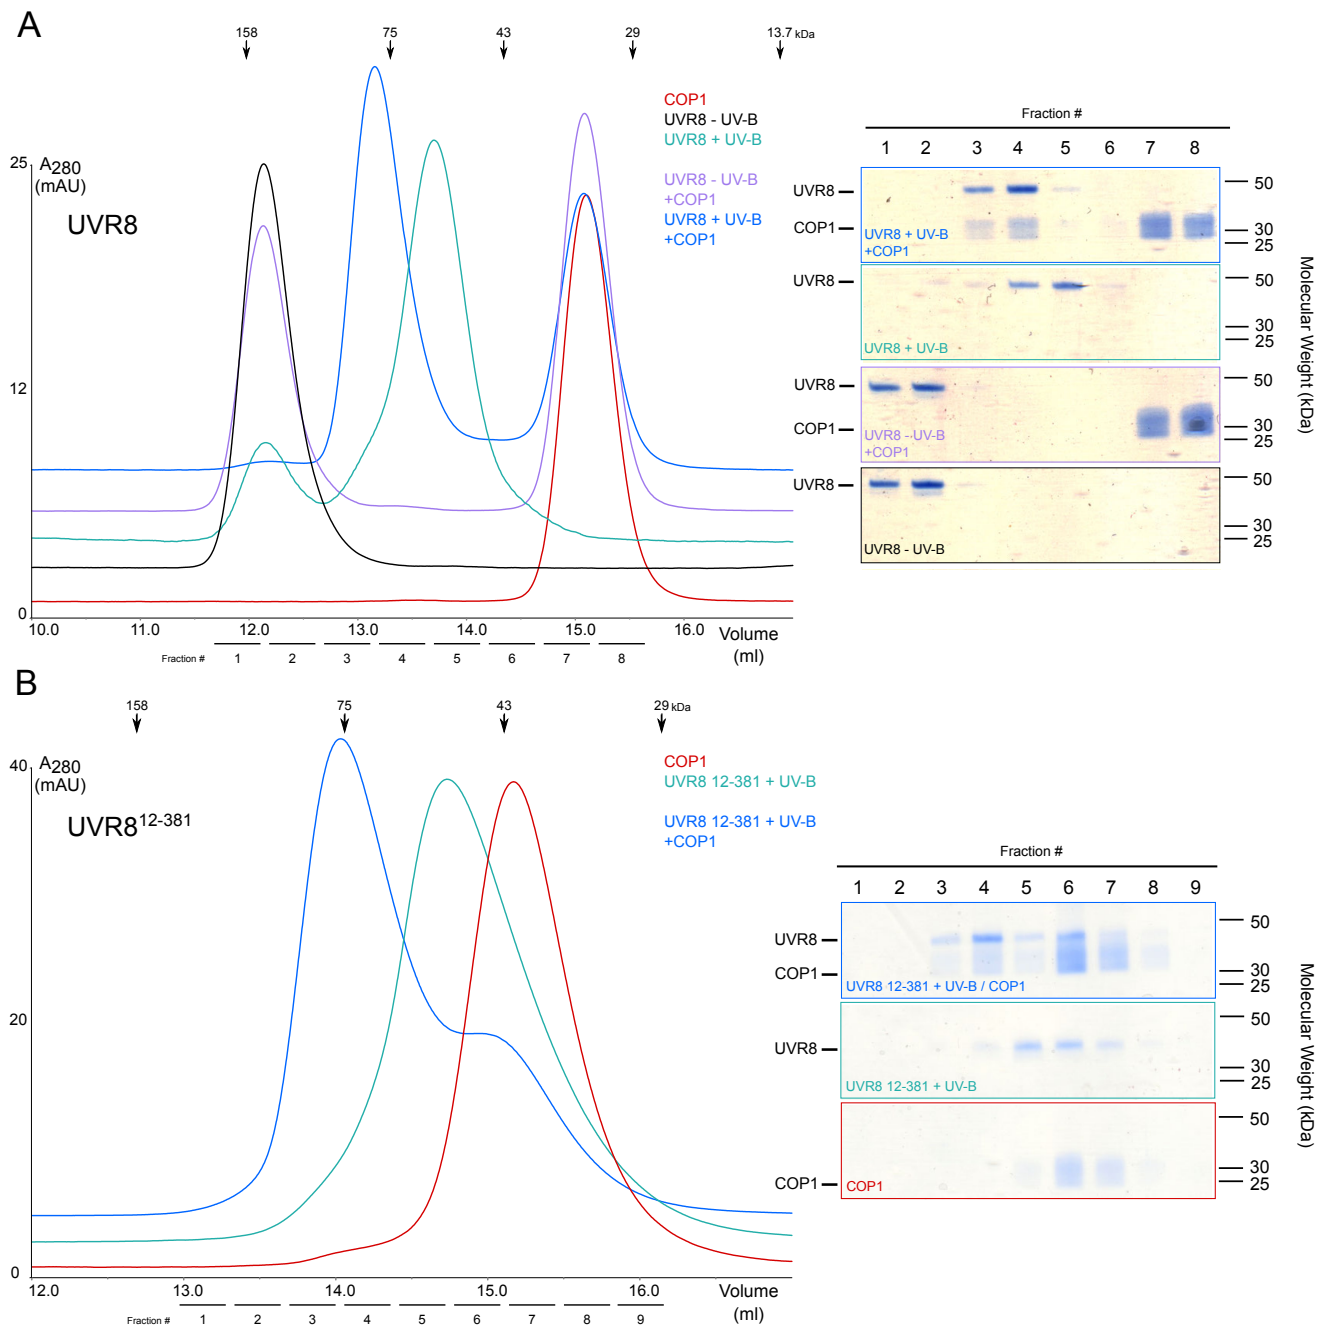 A
158 75 43 29 13.7 kDa
COP1
UVR8 - UV-B
UVR8 + UV-B
UVR8 - UV-B
+COP1
UVR8 + UV-B
+COP1
25
A280
(mAU)
UVR8
12
0
10.0 11.0 12.0 13.0 14.0 15.0 16.0 Volume
(ml)
Fraction # 1 2 3 4 5 6 7 8
Fraction #
1 2 3 4 5 6 7 8
UVR8
COP1
UVR8 + UV-B
+COP1
50
30
25
UVR8
UVR8 + UV-B
50
30
25
UVR8
COP1
UVR8 - UV-B
+COP1
50
30
25
UVR8
UVR8 - UV-B
50
30
25
Molecular Weight (kDa)
B
158 75 43 29 kDa
COP1
UVR8 12-381 + UV-B
UVR8 12-381 + UV-B
+COP1
40
A280
(mAU)
UVR8 12-381
20
0
12.0 13.0 14.0 15.0 16.0 Volume
(ml)
Fraction # 1 2 3 4 5 6 7 8 9
Fraction #
1 2 3 4 5 6 7 8 9
UVR8
COP1
UVR8 12-381 + UV-B / COP1
50
30
25
UVR8
UVR8 12-381 + UV-B
50
30
25
COP1
COP1
50
30
25
Molecular Weight (kDa)